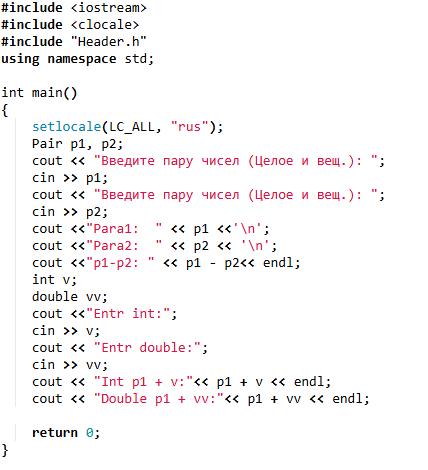 #include <iostream>
#include <clocale>
#include "Header.h"
using namespace std;
int main()
{
setlocale(LC_ALL, "rus");
Pair p1, p2;
cout << "Введите пару чисел (Целое и вещ.): ";
cin >> p1;
cout << "Введите пару чисел (Целое и вещ.): ";
cin >> p2;
cout <<"Para1:  " << p1 <<'\n';
cout <<"Para2:  " << p2 << '\n';
cout <<"p1-p2: " << p1 - p2<< endl;
int v;
double vv;
cout <<"Entr int:";
cin >> v;
cout << "Entr double:";
cin >> vv;
cout << "Int p1 + v:"<< p1 + v << endl;
cout << "Double p1 + vv:"<< p1 + vv << endl;
return 0;
}